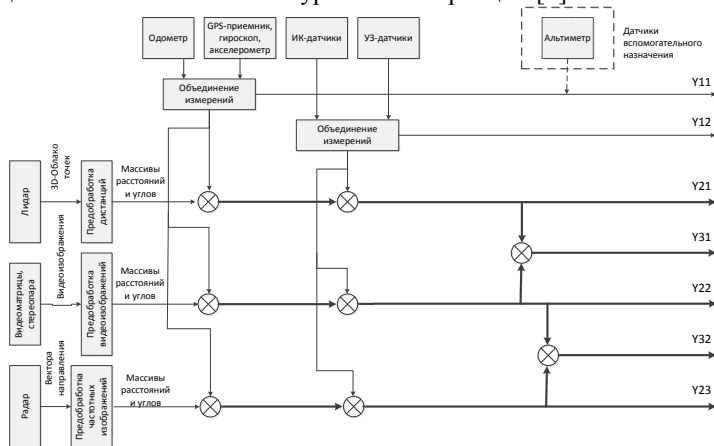 GPS-приемник,
гироскоп,
акселерометр
Одометр
ИК-датчики
УЗ-датчики
Альтиметр
Датчики
вспомогательного
назначения
Объединение
измерений
Y11
Объединение
измерений
Y12
Лидар
3D-Облако
точек
Предобработка
дистанций
Массивы
расстояний
и углов
Y21
Y31
Видеоматрицы,
стереопара
Видеоизображения
Предобработка
видеоизображений
Массивы
расстояний
и углов
Y22
Y32
Радар
Вектора
направления
Предобработка
частотных
изображений
Массивы
расстояний
и углов
Y23